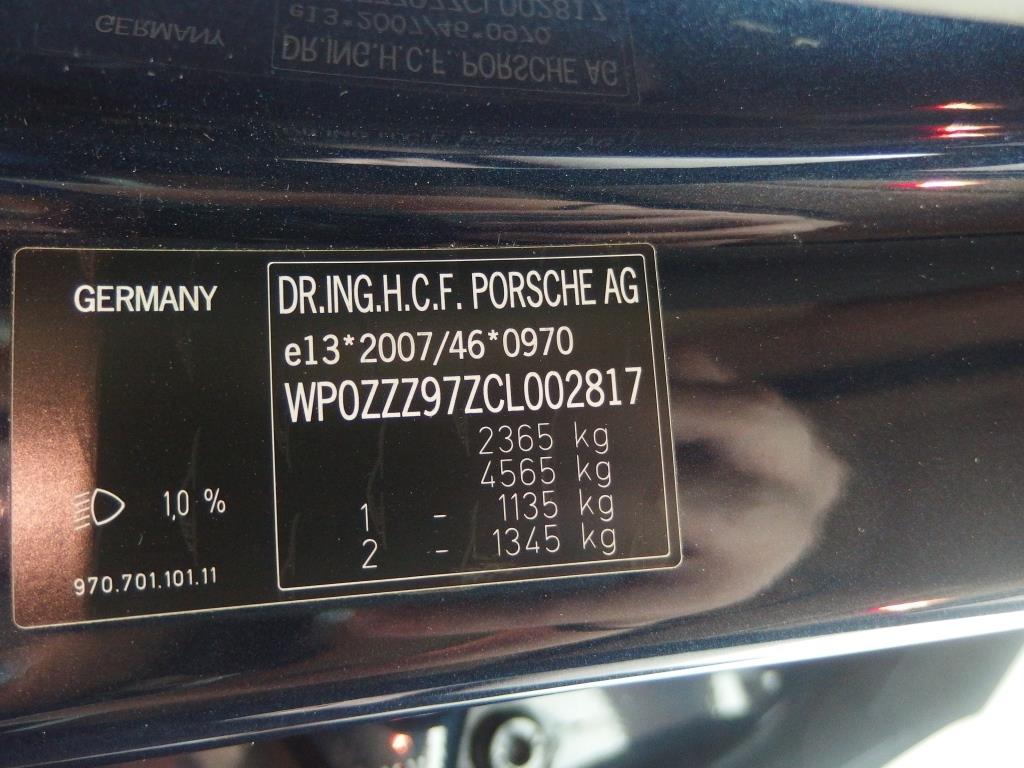 GERMANY
DR.ING.H.C.F. PORSCHE AG
e13*2007/46*0970
WP0ZZZ97ZCL002817
2365 kg
4565 kg
1 - 1135 kg
2 - 1345 kg
1,0 %
970.701.101.11